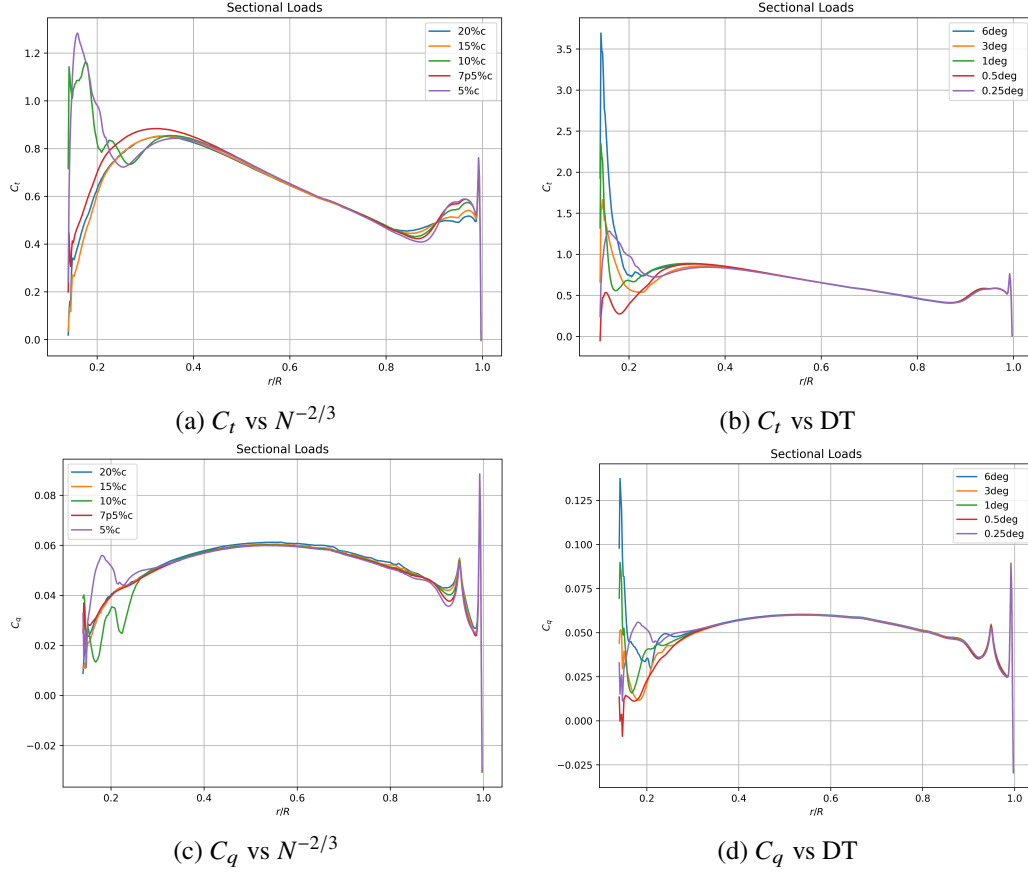 Sectional Loads
20%c
15%c
10%c
7p5%c
5%c
1.2
1.0
0.8
0.6
0.4
0.2
0.0
C_t
0.2 0.4 0.6 0.8 1.0
r/R
(a) C_t vs N^{-2/3}
Sectional Loads
6deg
3deg
1deg
0.5deg
0.25deg
3.5
3.0
2.5
2.0
1.5
1.0
0.5
0.0
C_t
0.2 0.4 0.6 0.8 1.0
r/R
(b) C_t vs DT
Sectional Loads
20%c
15%c
10%c
7p5%c
5%c
0.08
0.06
0.04
0.02
0.00
−0.02
C_q
0.2 0.4 0.6 0.8 1.0
r/R
(c) C_q vs N^{-2/3}
Sectional Loads
6deg
3deg
1deg
0.5deg
0.25deg
0.125
0.100
0.075
0.050
0.025
0.000
−0.025
C_q
0.2 0.4 0.6 0.8 1.0
r/R
(d) C_q vs DT